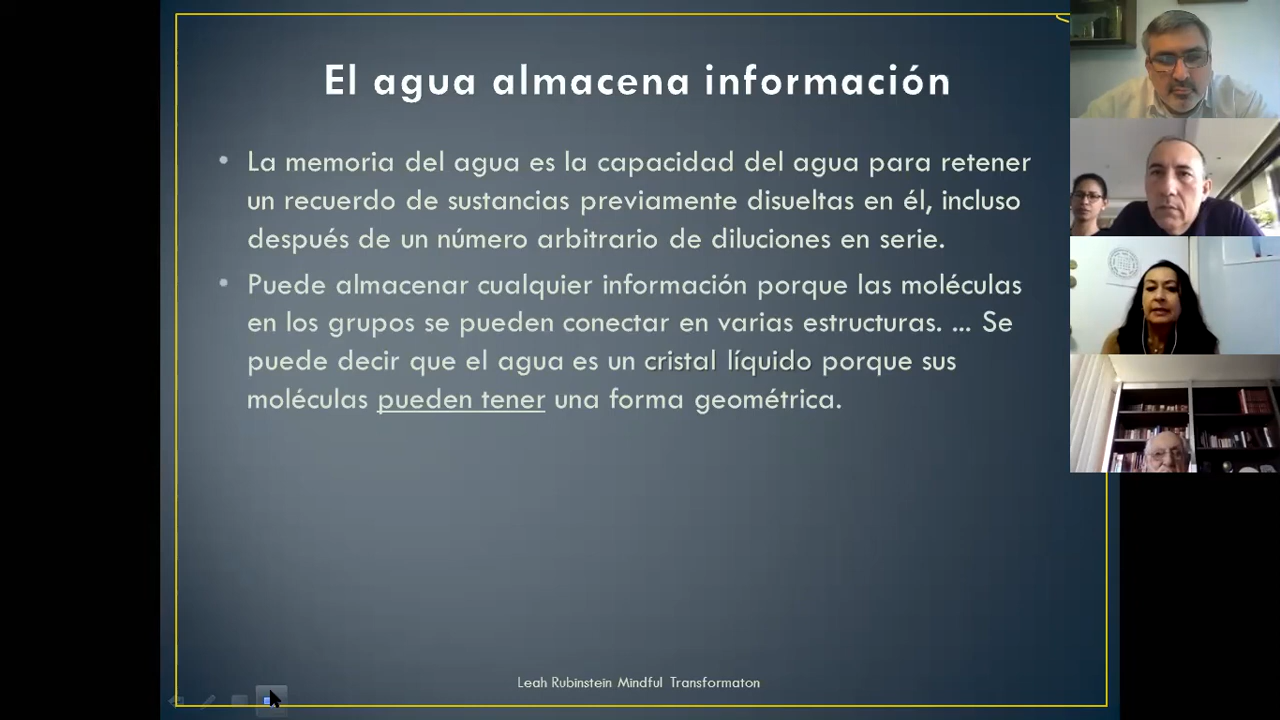 El agua almacena información
• La memoria del agua es la capacidad del agua para retener
un recuerdo de sustancias previamente disueltas en él, incluso
después de un número arbitrario de diluciones en serie.
• Puede almacenar cualquier información porque las moléculas
en los grupos se pueden conectar en varias estructuras. ... Se
puede decir que el agua es un cristal líquido porque sus
moléculas pueden tener una forma geométrica.
Leah Rubinstein Mindful Transformaton